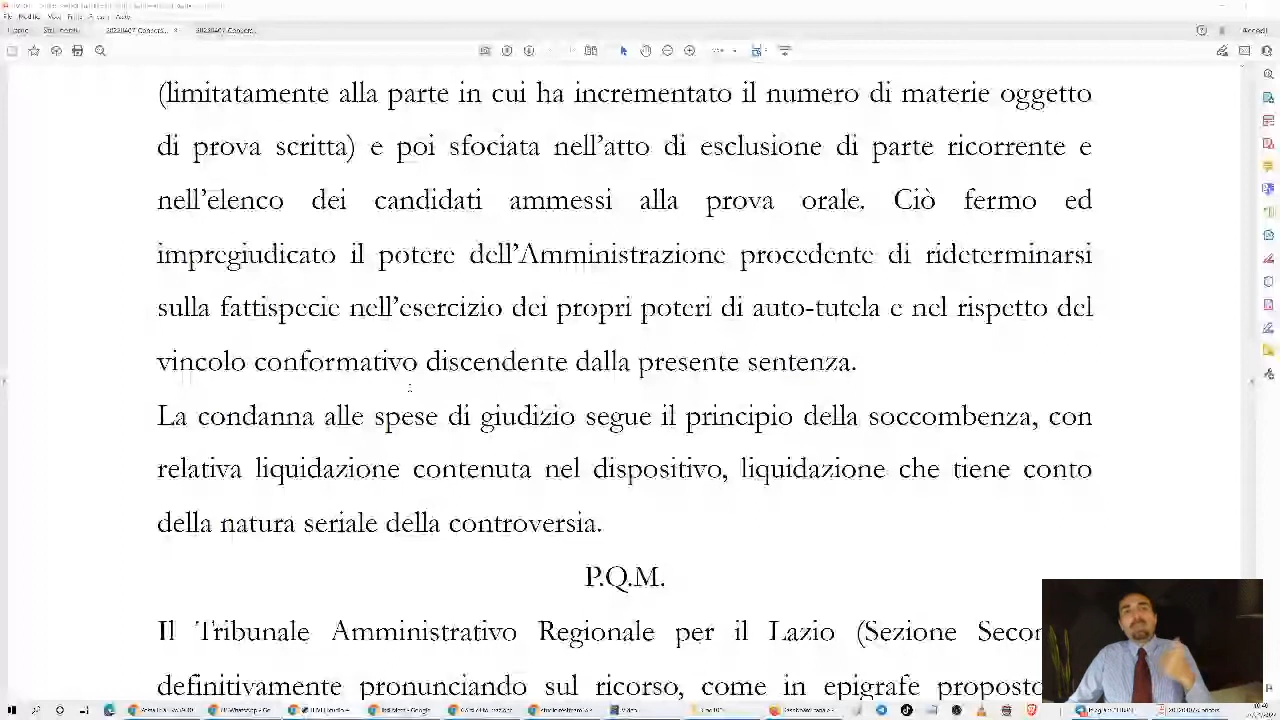 (limitatamente alla parte in cui ha incrementato il numero di materie oggetto
di prova scritta) e poi sfociata nell’atto di esclusione di parte ricorrente e
nell’elenco dei candidati ammessi alla prova orale. Ciò fermo ed
impregiudicato il potere dell’Amministrazione procedente di rideterminarsi
sulla fattispecie nell’esercizio dei propri poteri di auto-tutela e nel rispetto del
vincolo conformativo discendente dalla presente sentenza.
La condanna alle spese di giudizio segue il principio della soccombenza, con
relativa liquidazione contenuta nel dispositivo, liquidazione che tiene conto
della natura seriale della controversia.
P.Q.M.
Il Tribunale Amministrativo Regionale per il Lazio (Sezione
definitivamente pronunciando sul ricorso, come in epigrafe